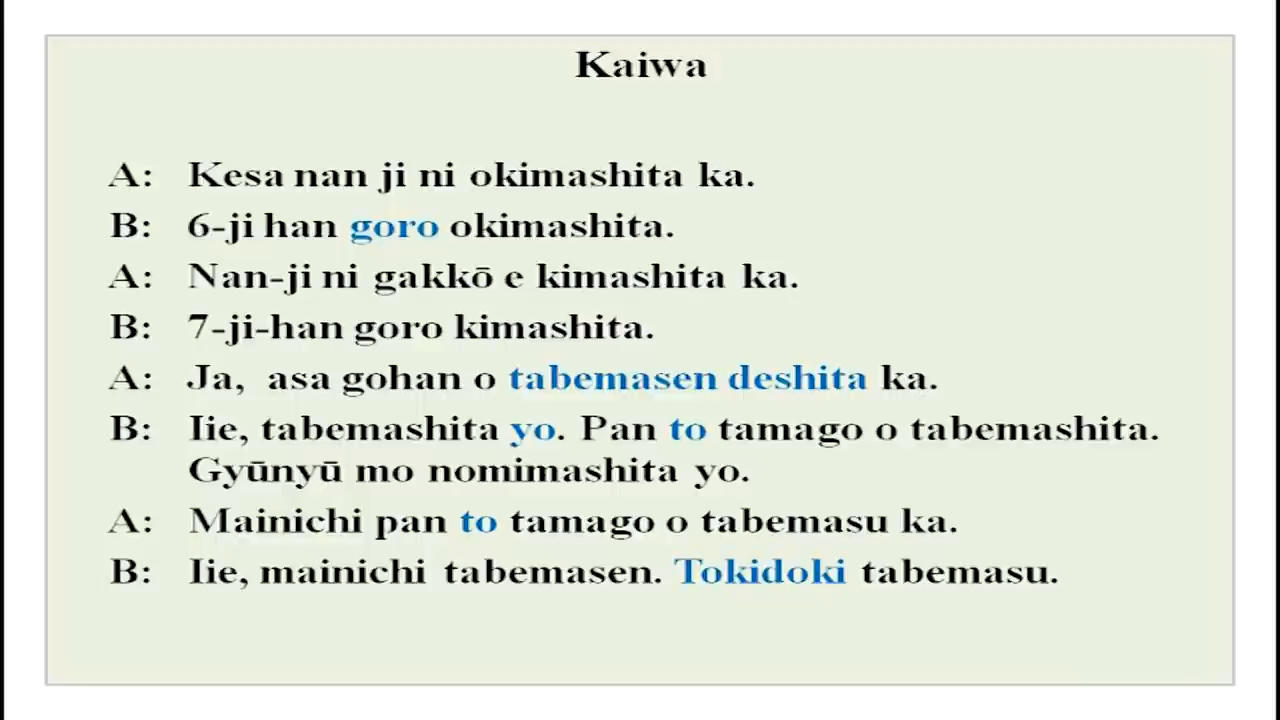 Kaiwa
A: Kesa nan ji ni okimashita ka.
B: 6-ji han goro okimashita.
A: Nan-ji ni gakkō e kimashita ka.
B: 7-ji-han goro kimashita.
A: Ja, asa gohan o tabemasen deshita ka.
B: Iie, tabemashita yo. Pan to tamago o tabemashita.
Gyūnyū mo nomimashita yo.
A: Mainichi pan to tamago o tabemasu ka.
B: Iie, mainichi tabemasen. Tokidoki tabemasu.